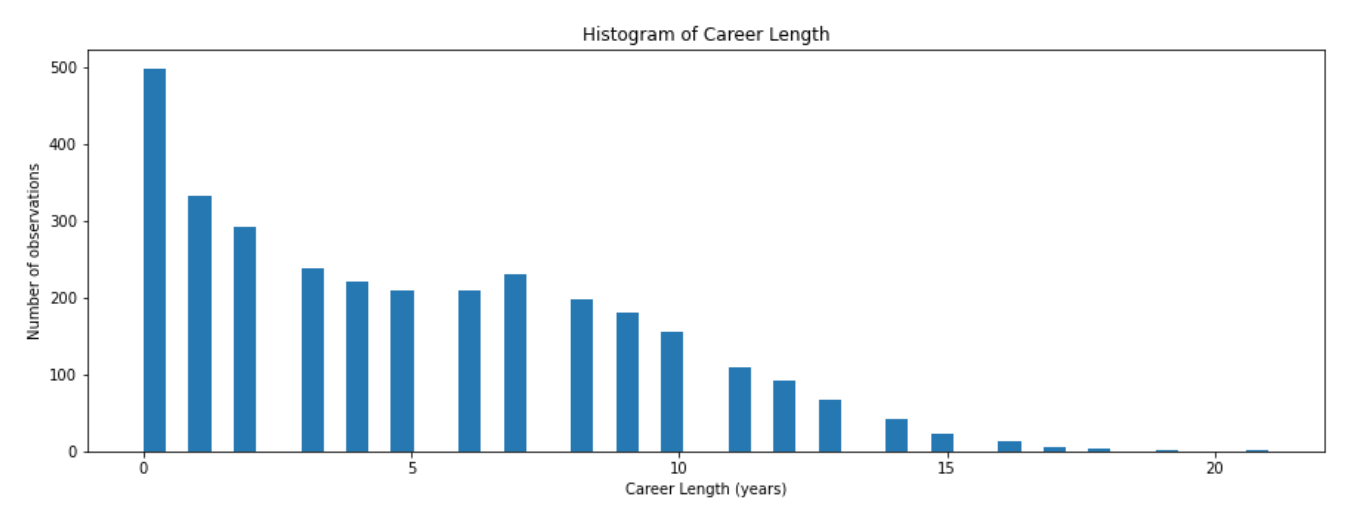 Histogram of Career Length
500
400
300
200
100
0
Number of observations
0 5 10 15 20
Career Length (years)